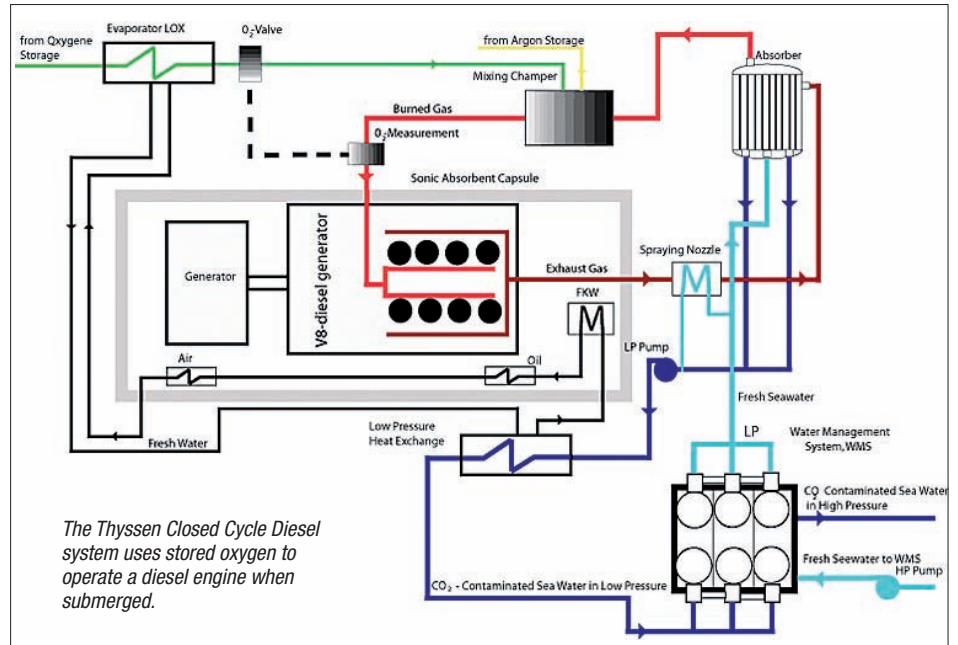 from Qxygene
Storage
Evaporator LOX
O₂-Valve
from Argon Storage
Mixing Champer
Absorber
Burned Gas
O₂-Measurement
Sonic Absorbent Capsule
Generator
V8-diesel generator
Exhaust Gas
Spraying Nozzle
FKW
LP Pump
Air
Oil
Fresh Water
Low Pressure
Heat Exchange
Fresh Seawater
LP
Water Management
System, WMS
CO₂ Contaminated Sea Water
in High Pressure
Fresh Seewater to WMS
HP Pump
CO₂ - Contaminated Sea Water in Low Pressure
The Thyssen Closed Cycle Diesel
system uses stored oxygen to
operate a diesel engine when
submerged.